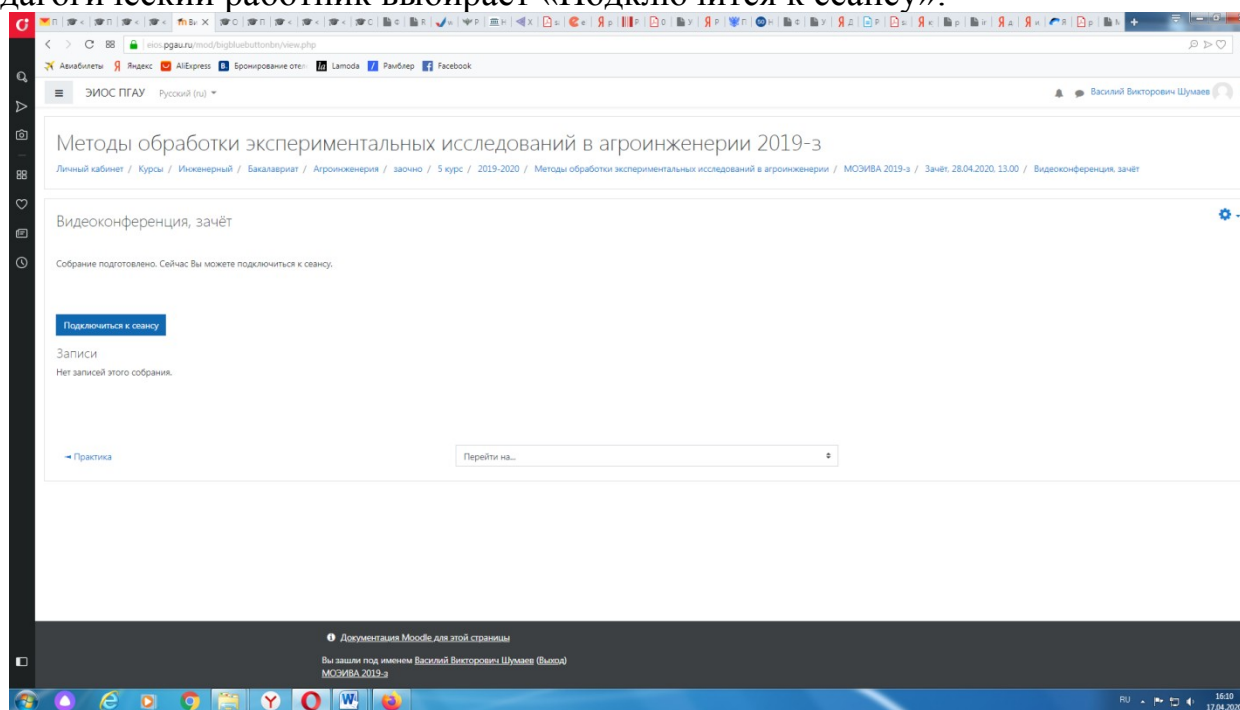 дагогический работник выбирает «Подключится к сеансу».
eios.pgau.ru/mod/bigbluebuttonbn/view.php
Авиабилеты Яндекс AliExpress Бронирование отел Lamoda Рамблер Facebook
ЭИОС ПГАУ Русский (ru) Василий Викторович Шумаев
Методы обработки экспериментальных исследований в агроинженерии 2019-з
Личный кабинет / Курсы / Инженерный / Бакалавриат / Агроинженерия / заочно / 5 курс / 2019-2020 / Методы обработки экспериментальных исследований в агроинженерии / МОЭИВА 2019-з / Зачёт. 28.04.2020. 13.00 / Видеоконференция, зачёт
Видеоконференция, зачёт
Собрание подготовлено. Сейчас Вы можете подключиться к сеансу.
Подключиться к сеансу
Записи
Нет записей этого собрания.
Практика
Перейти на...
Документация Moodle для этой страницы
Вы зашли под именем Василий Викторович Шумаев (Выход)
МОЭИВА 2019-з
RU
16:10
17.04.2020